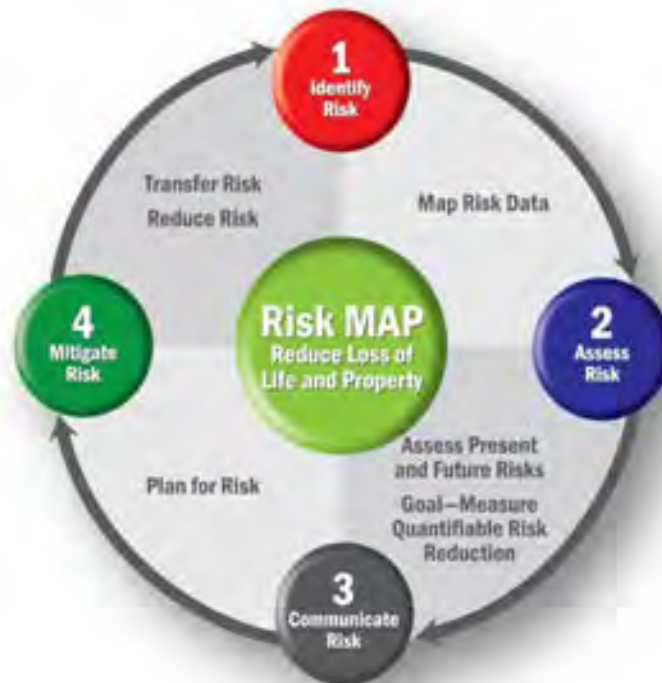 1
Identify
Risk
Transfer Risk
Reduce Risk
Map Risk Data
4
Mitigate
Risk
Risk MAP
Reduce Loss of
Life and Property
2
Assess
Risk
Assess Present
and Future Risks
Goal—Measure
Quantifiable Risk
Reduction
Plan for Risk
3
Communicate
Risk